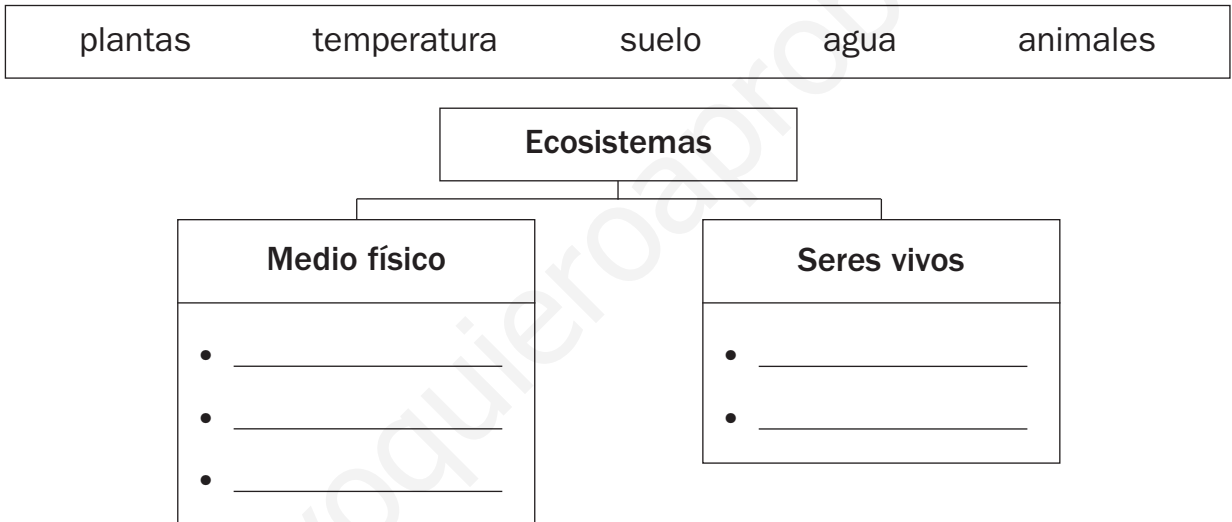 plantas temperatura suelo agua animales
Ecosistemas
Medio físico
Seres vivos
•
•
•
•
•